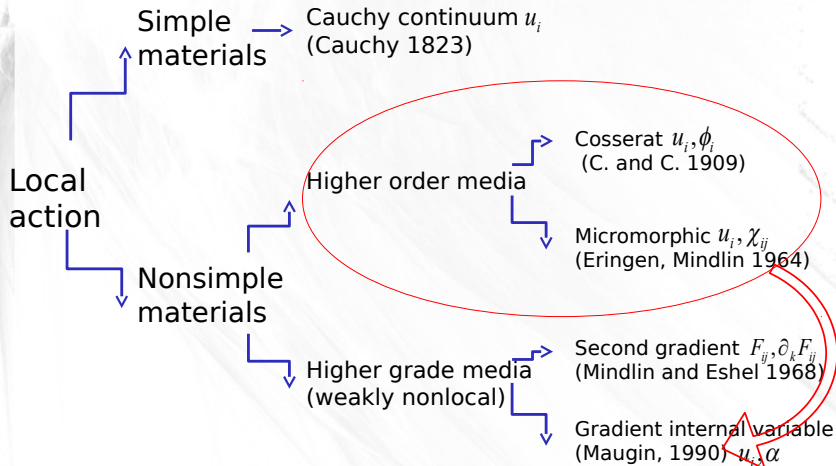 Simple
materials
Cauchy continuum u_i
(Cauchy 1823)
Local
action
Higher order media
Cosserat u_i, ϕ_i
(C. and C. 1909)
Micromorphic u_i, χ_ij
(Eringen, Mindlin 1964)
Nonsimple
materials
Higher grade media
(weakly nonlocal)
Second gradient F_ij, ∂_k F_ij
(Mindlin and Eshel 1968)
Gradient internal variable
(Maugin, 1990) u_i, α